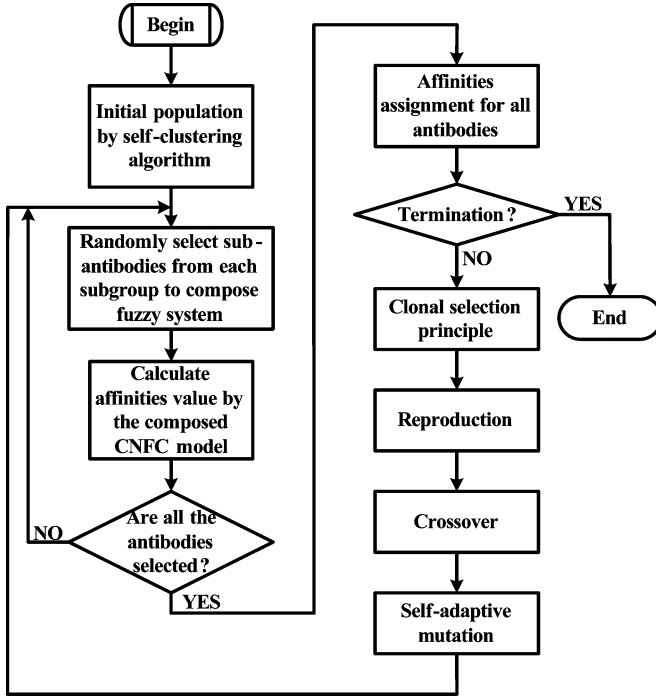 Begin
Initial population
by self-clustering
algorithm
Randomly select sub-
antibodies from each
subgroup to compose
fuzzy system
Calculate
affinities value by
the composed
CNFC model
Are all the
antibodies
selected?
NO
YES
Affinities
assignment for all
antibodies
Termination?
YES
NO
End
Clonal selection
principle
Reproduction
Crossover
Self-adaptive
mutation